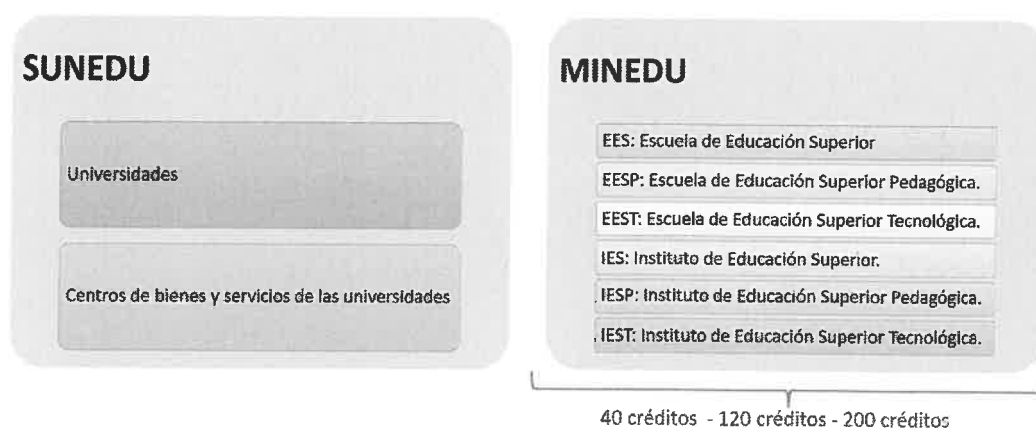 SUNEDU
Universidades
Centros de bienes y servicios de las universidades
MINEDU
EES: Escuela de Educación Superior
EESP: Escuela de Educación Superior Pedagógica.
EEST: Escuela de Educación Superior Tecnológica.
IES: Instituto de Educación Superior.
IESP: Instituto de Educación Superior Pedagógica.
IEST: Instituto de Educación Superior Tecnológica.
40 créditos - 120 créditos - 200 créditos